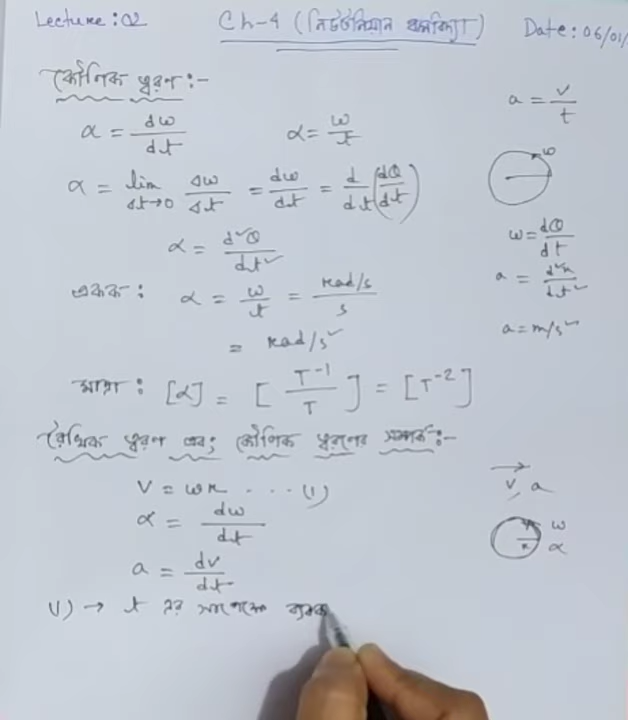 Lecture: 02
Ch-4 (নিউটনিয়ান বলবিদ্যা)
Date: 06/01/
কৌণিক ত্বরণ :-
α = dω/dt
α = ω/t
a = v/t
α = lim Δt→0 Δω/Δt = dω/dt = d/dt (dθ/dt)
ω
α = d²θ/dt²
ω = dθ/dt
একক : α = ω/t = rad/s / s
a = d²x/dt²
= rad/s²
a = m/s²
মাত্রা : [α] = [T⁻¹/T] = [T⁻²]
রৈখিক ত্বরণ এবং কৌণিক ত্বরণের সম্পর্ক :-
v = ωr ... (1)
v, a
α = dω/dt
ω
r α
a = dv/dt
(1) → t এর সাপেক্ষে